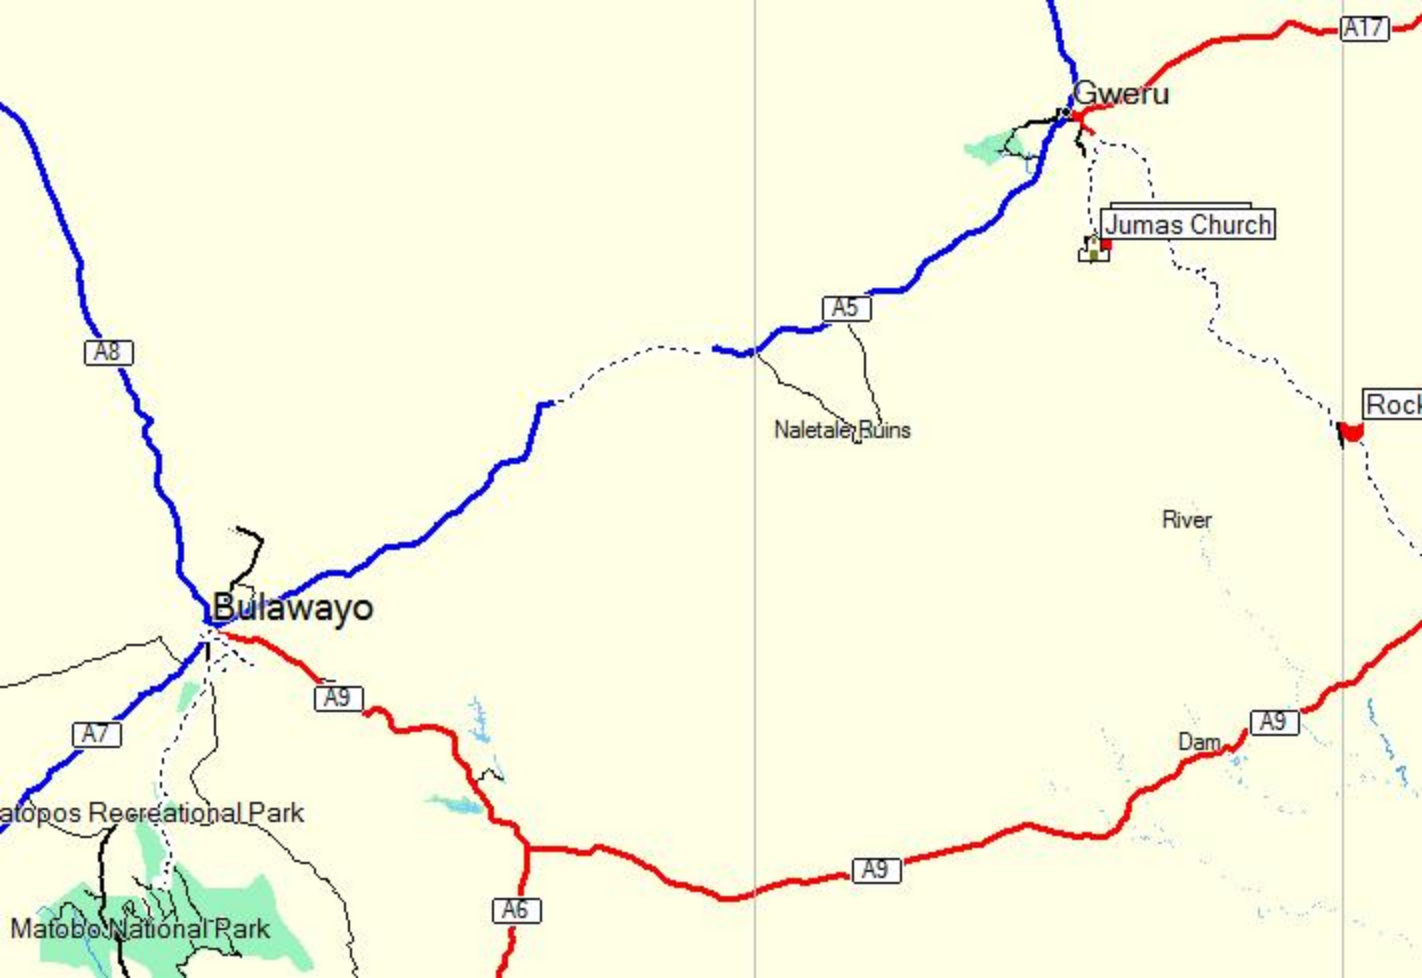 A17
Gweru
Jumas Church
A5
A8
Rock
Naletale Ruins
River
Bulawayo
A9
A9
A7
Dam
atopos Recreational Park
A9
A6
Matobo National Park